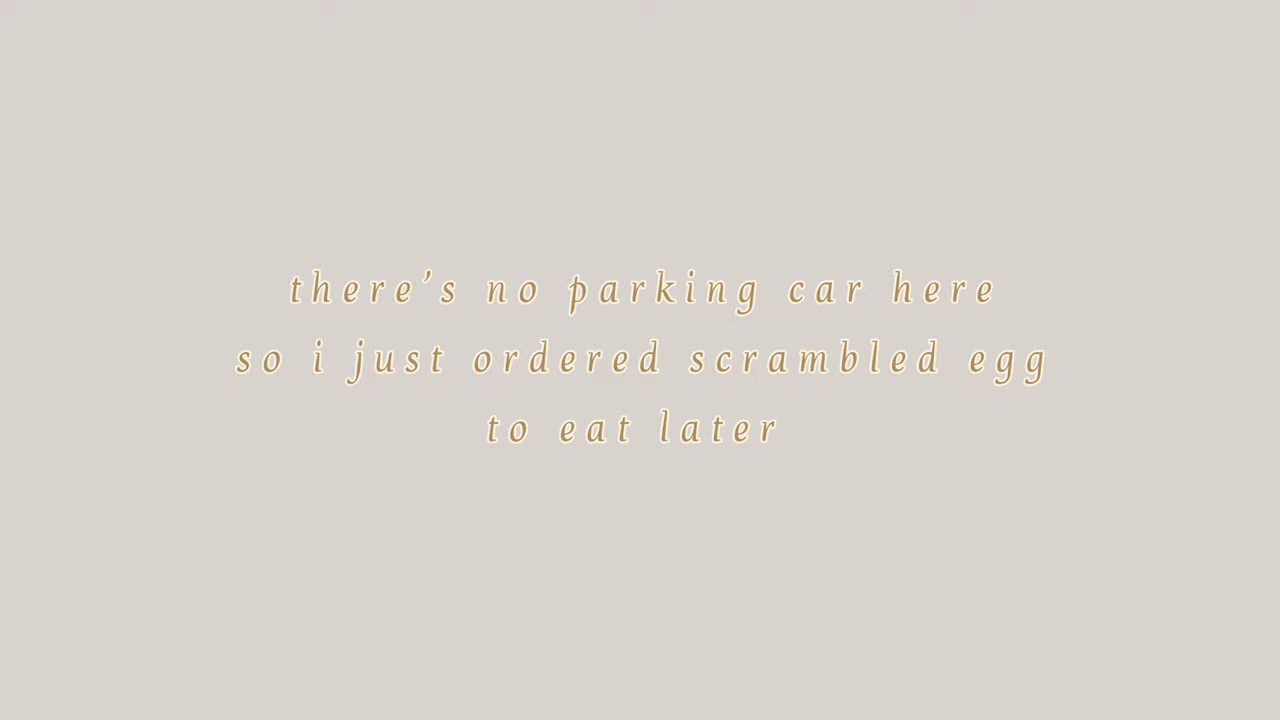 there’s no parking car here
so i just ordered scrambled egg
to eat later